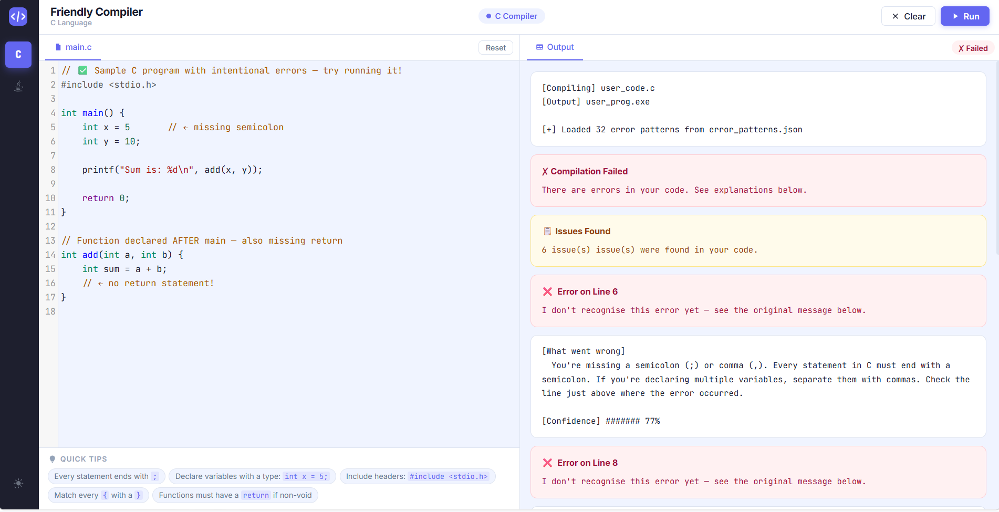 Friendly Compiler
C Language
C Compiler
Clear
Run
C
main.c
Reset
1 // ✅ Sample C program with intentional errors — try running it!
2 #include <stdio.h>
3
4 int main() {
5     int x = 5       // ← missing semicolon
6     int y = 10;
7
8     printf("Sum is: %d\n", add(x, y));
9
10     return 0;
11 }
12
13 // Function declared AFTER main — also missing return
14 int add(int a, int b) {
15     int sum = a + b;
16     // ← no return statement!
17 }
18
QUICK TIPS
Every statement ends with ;
Declare variables with a type: int x = 5;
Include headers: #include <stdio.h>
Match every { with a }
Functions must have a return if non-void
Output
✗ Failed
[Compiling] user_code.c
[Output] user_prog.exe
[+] Loaded 32 error patterns from error_patterns.json
✗ Compilation Failed
There are errors in your code. See explanations below.
📋 Issues Found
6 issue(s) issue(s) were found in your code.
❌ Error on Line 6
I don't recognise this error yet — see the original message below.
[What went wrong]
You're missing a semicolon (;) or comma (,). Every statement in C must end with a
semicolon. If you're declaring multiple variables, separate them with commas. Check the
line just above where the error occurred.
[Confidence] ####### 77%
❌ Error on Line 8
I don't recognise this error yet — see the original message below.